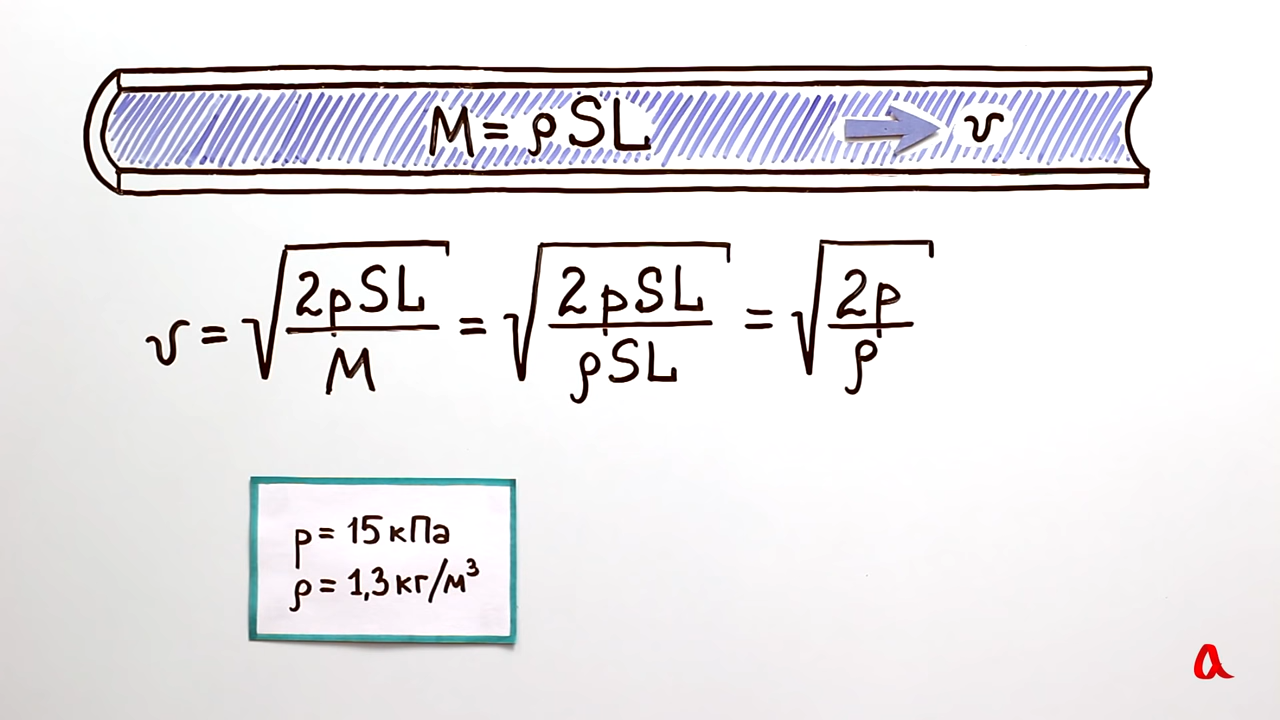 M = ρSL v
v = √(2pSL/M) = √(2pSL/ρSL) = √(2p/ρ)
p = 15 кПа
ρ = 1,3 кг/м³
a